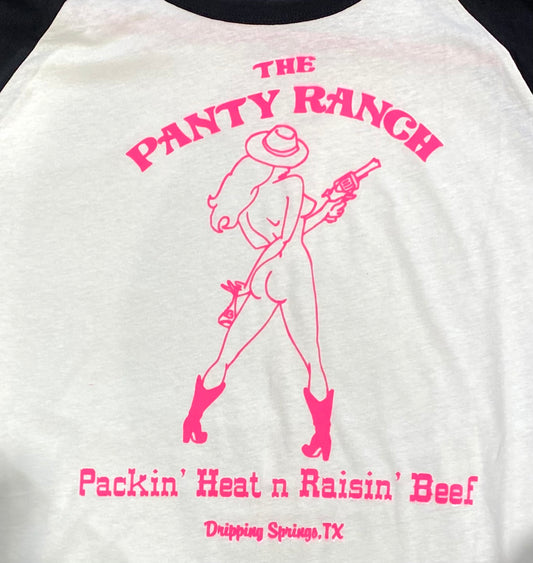 THE
PANTY RANCH
Packin' Heat n Raisin' Beef
Dripping Springs, TX